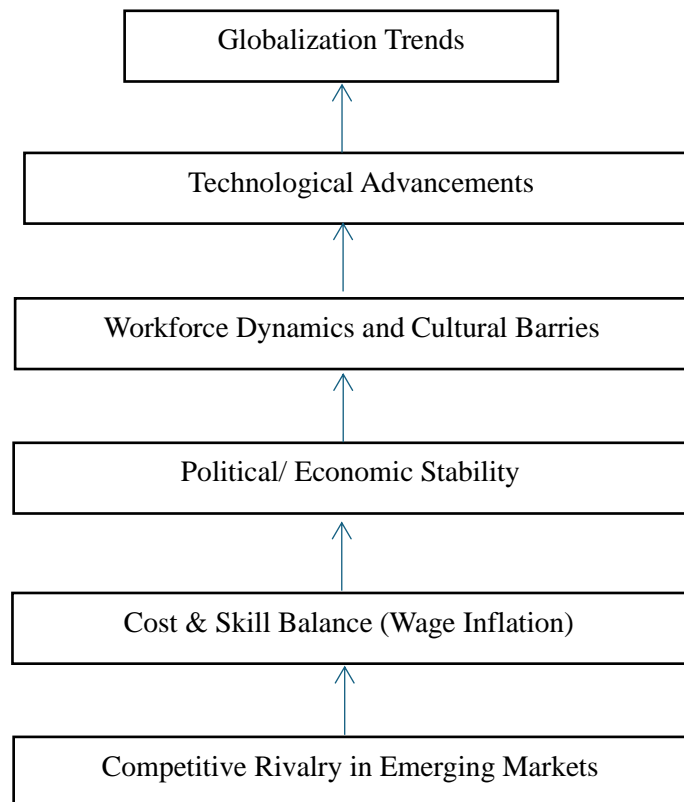 Globalization Trends
Technological Advancements
Workforce Dynamics and Cultural Barries
Political/ Economic Stability
Cost & Skill Balance (Wage Inflation)
Competitive Rivalry in Emerging Markets